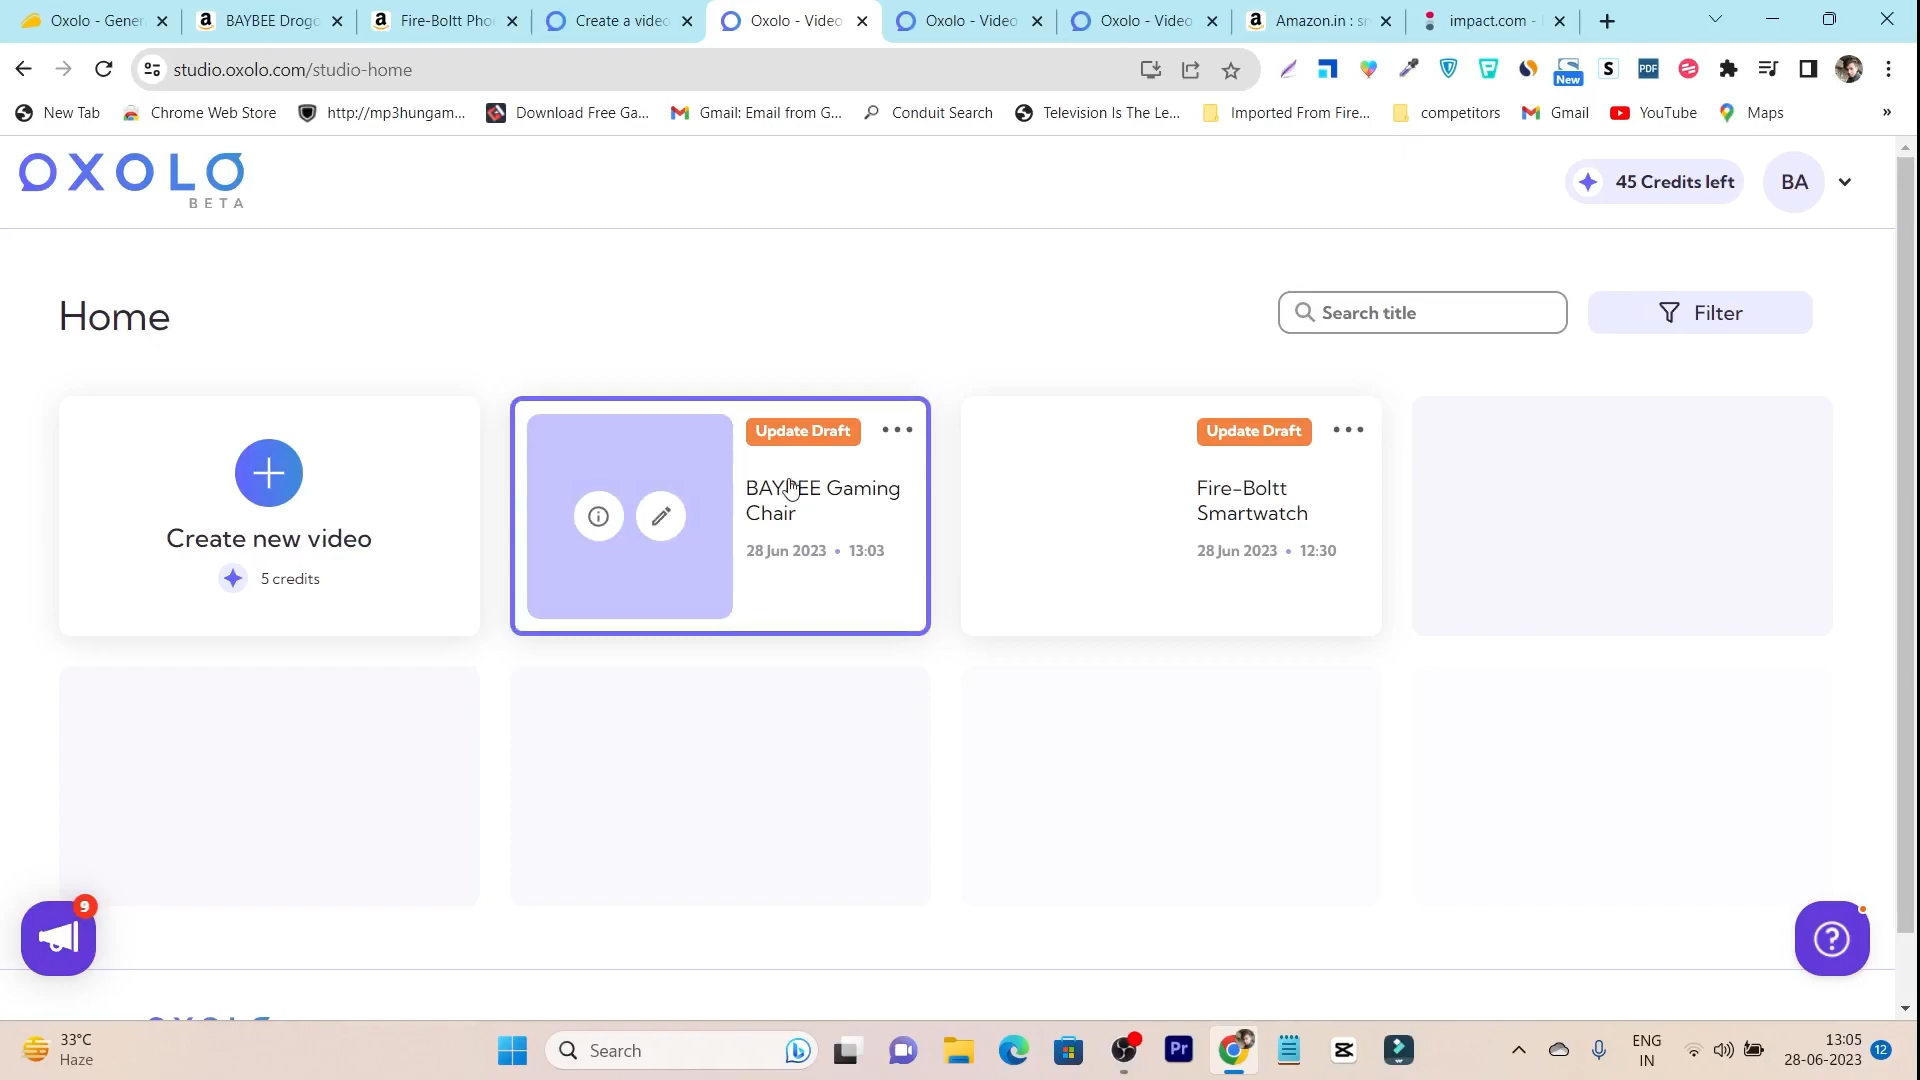 Oxolo - Gener
BAYBEE Drogo
Fire-Boltt Pho
Create a video
Oxolo - Video
Oxolo - Video
Oxolo - Video
Amazon.in : sm
impact.com -
studio.oxolo.com/studio-home
New
S
PDF
New Tab
Chrome Web Store
http://mp3hungam...
Download Free Ga...
Gmail: Email from G...
Conduit Search
Television Is The Le...
Imported From Fire...
competitors
Gmail
YouTube
Maps
»
OXOLO
BETA
45 Credits left
BA
Home
Search title
Filter
Create new video
5 credits
Update Draft
BAYBEE Gaming
Chair
28 Jun 2023 • 13:03
Update Draft
Fire-Boltt
Smartwatch
28 Jun 2023 • 12:30
9
33°C
Haze
Search
Pr
ENG
IN
13:05
28-06-2023
12